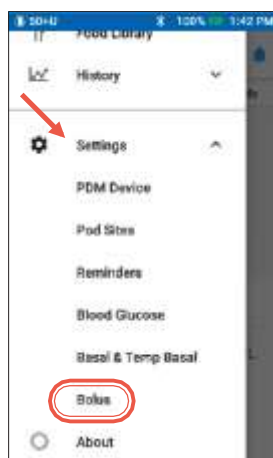 50+U 100% 1:42 PM
Food Library
History
Settings
PDM Device
Pod Sites
Reminders
Blood Glucose
Basal & Temp Basal
Bolus
About